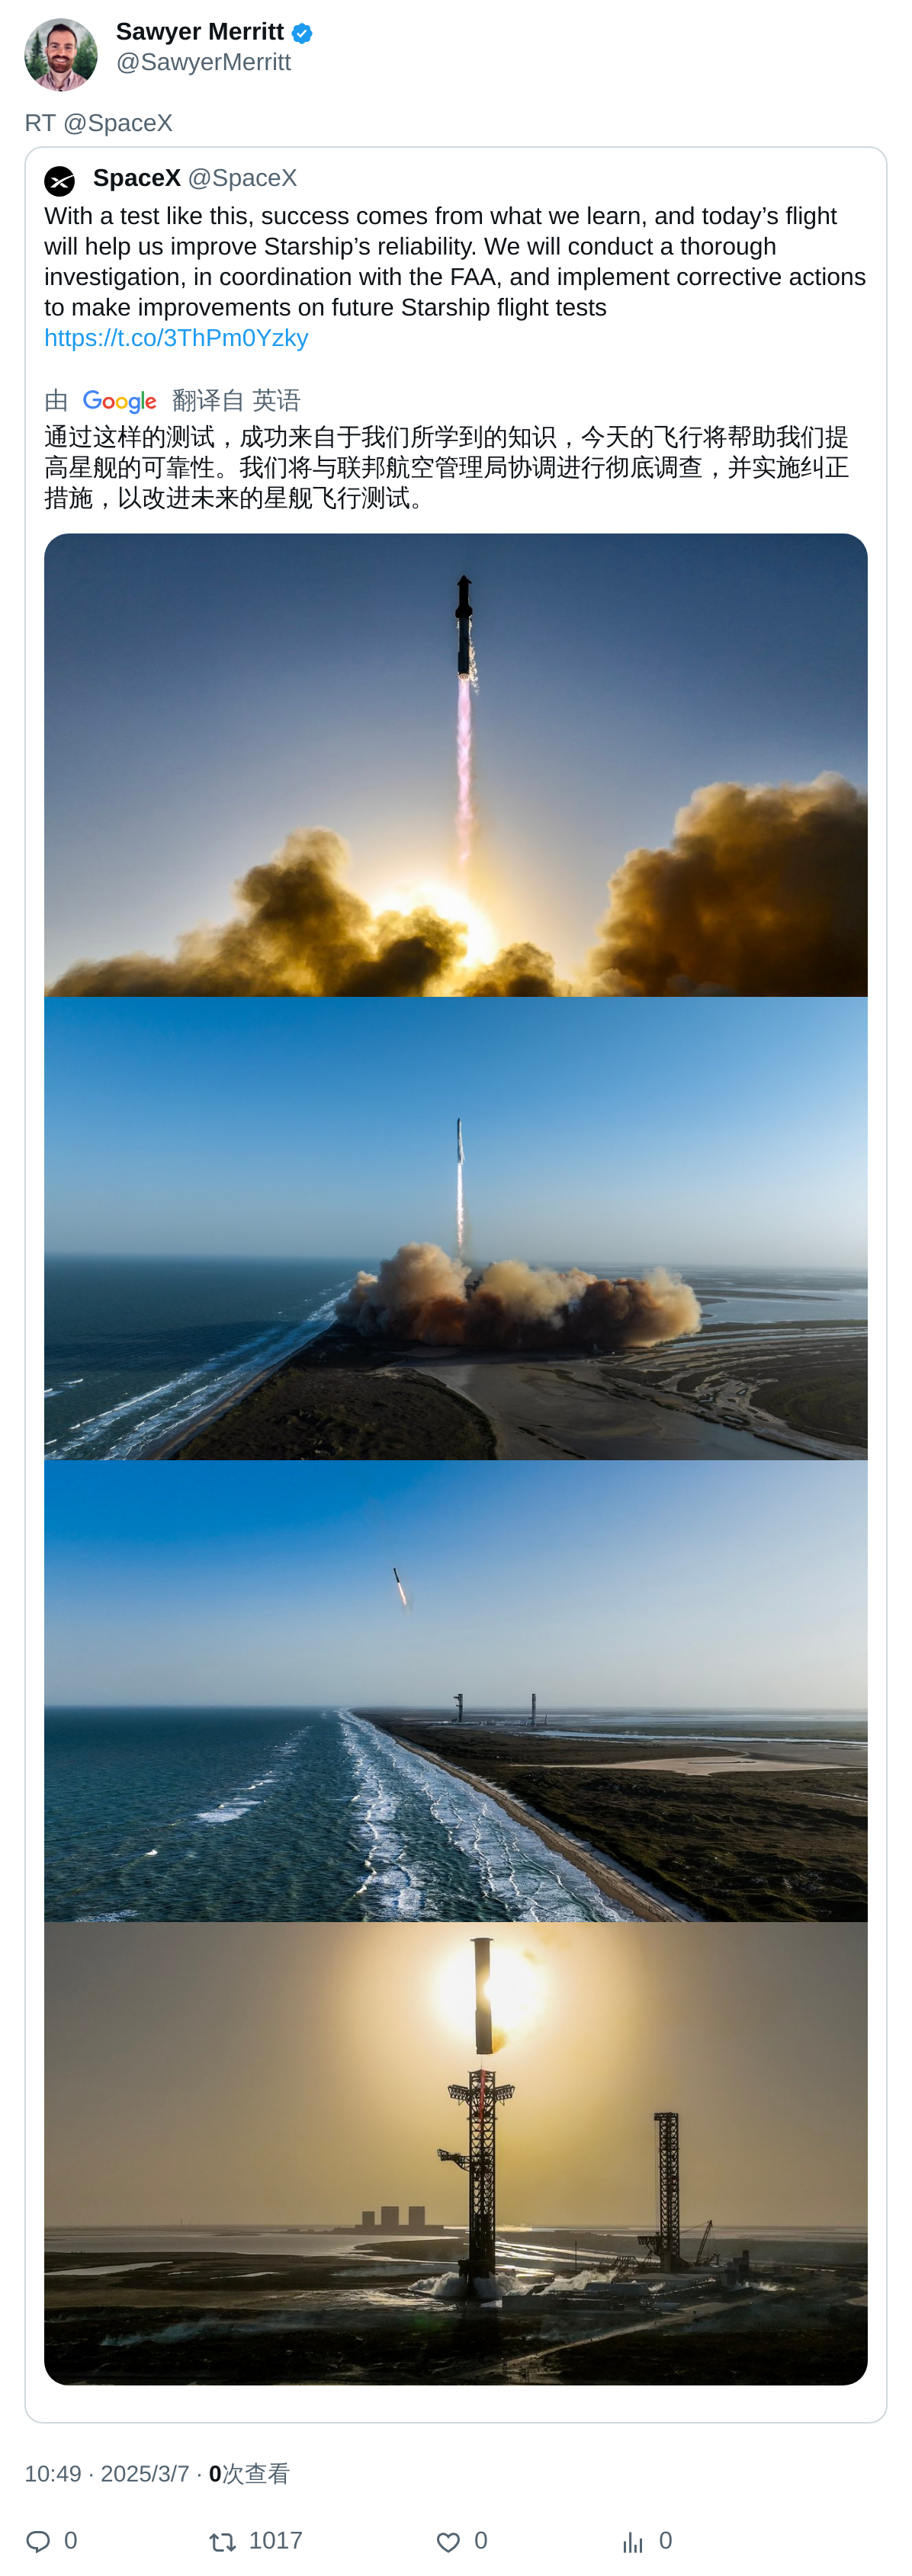 Sawyer Merritt
@SawyerMerritt
RT @SpaceX
SpaceX @SpaceX
With a test like this, success comes from what we learn, and today’s flight
will help us improve Starship’s reliability. We will conduct a thorough
investigation, in coordination with the FAA, and implement corrective actions
to make improvements on future Starship flight tests
https://t.co/3ThPm0Yzky
由 Google 翻译自 英语
通过这样的测试，成功来自于我们所学到的知识，今天的飞行将帮助我们提
高星舰的可靠性。我们将与联邦航空管理局协调进行彻底调查，并实施纠正
措施，以改进未来的星舰飞行测试。
10:49 · 2025/3/7 · 0次查看
0 1017 0 0